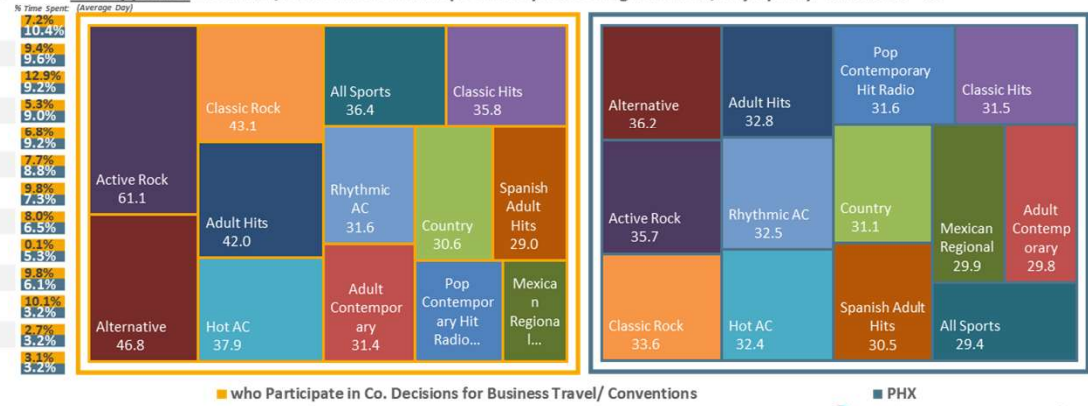 % Time Spent: (Average Day)
7.2%
10.4%
9.4%
9.6%
12.9%
9.2%
5.3%
9.0%
6.8%
9.2%
7.7%
8.8%
9.8%
7.3%
8.0%
6.5%
0.1%
5.3%
9.8%
6.1%
10.1%
3.2%
2.7%
3.2%
3.1%
3.2%
Active Rock
61.1
Alternative
46.8
Classic Rock
43.1
Adult Hits
42.0
Hot AC
37.9
All Sports
36.4
Classic Hits
35.8
Rhythmic
AC
31.6
Adult
Contempor
ary
31.4
Country
30.6
Spanish
Adult
Hits
29.0
Pop
Contempor
ary Hit
Radio...
Mexica
n
Regiona
l...
Alternative
36.2
Active Rock
35.7
Classic Rock
33.6
Adult Hits
32.8
Rhythmic AC
32.5
Hot AC
32.4
Pop
Contemporary
Hit Radio
31.6
Classic Hits
31.5
Country
31.1
Spanish Adult
Hits
30.5
Mexican
Regional
29.9
Adult
Contemp
orary
29.8
All Sports
29.4
who Participate in Co. Decisions for Business Travel/ Conventions
PHX